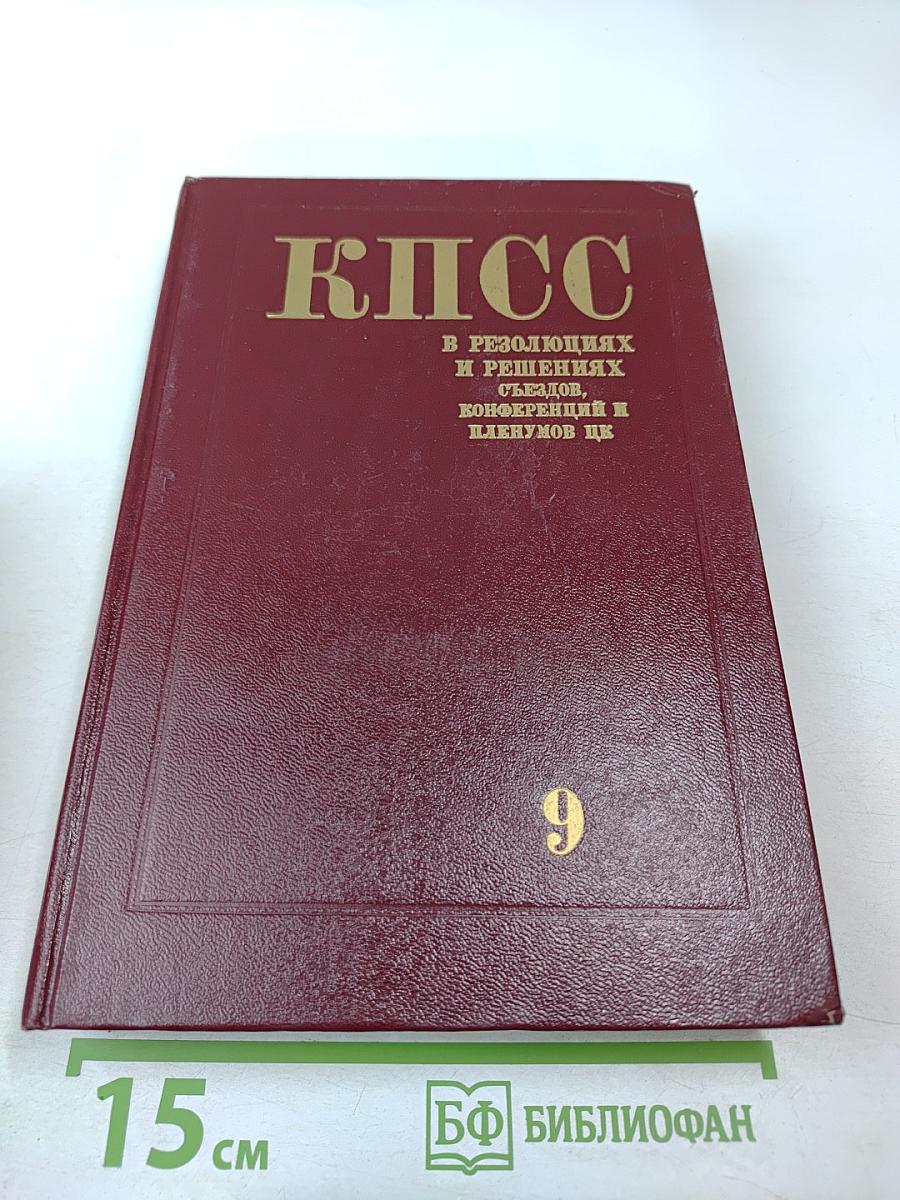 КПСС
В РЕЗОЛЮЦИЯХ
И РЕШЕНИЯХ
СЪЕЗДОВ,
КОНФЕРЕНЦИЙ И
ПЛЕНУМОВ ЦК
9
15 см
БФ БИБЛИОФАН